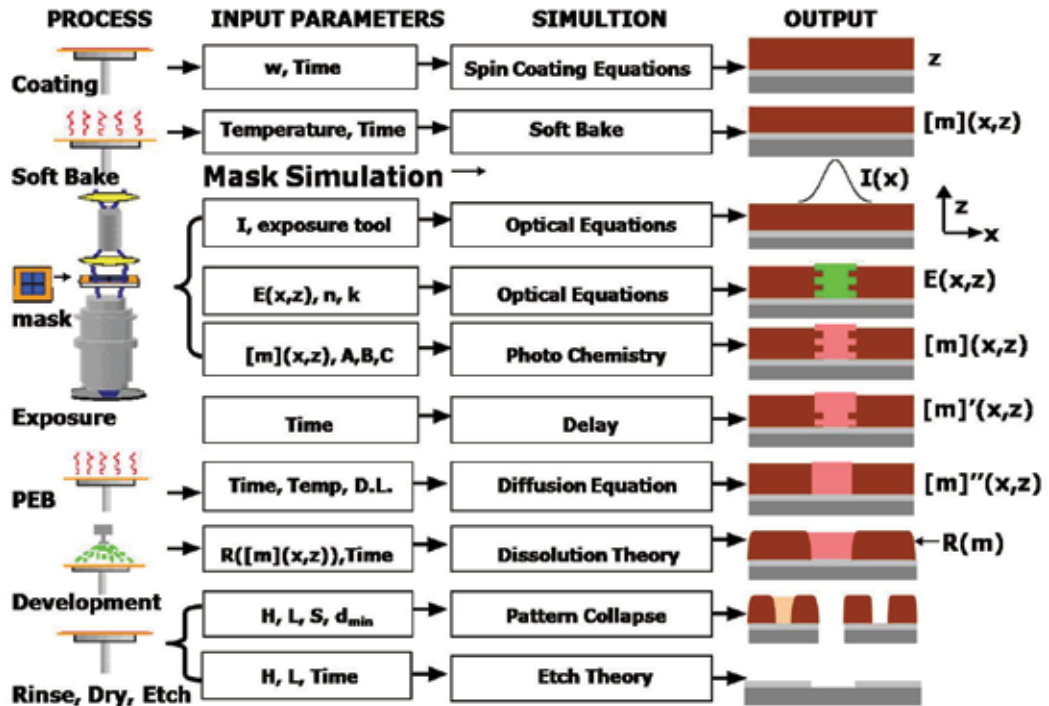 PROCESS INPUT PARAMETERS SIMULTION OUTPUT
Coating
w, Time
Spin Coating Equations
z
Temperature, Time
Soft Bake
[m](x,z)
Soft Bake
Mask Simulation
I(x)
I, exposure tool
Optical Equations
z
x
mask
E(x,z), n, k
Optical Equations
E(x,z)
[m](x,z), A,B,C
Photo Chemistry
[m](x,z)
Exposure
Time
Delay
[m]'(x,z)
PEB
Time, Temp, D.L.
Diffusion Equation
[m]''(x,z)
R([m](x,z)),Time
Dissolution Theory
R(m)
Development
H, L, S, dmin
Pattern Collapse
Rinse, Dry, Etch
H, L, Time
Etch Theory